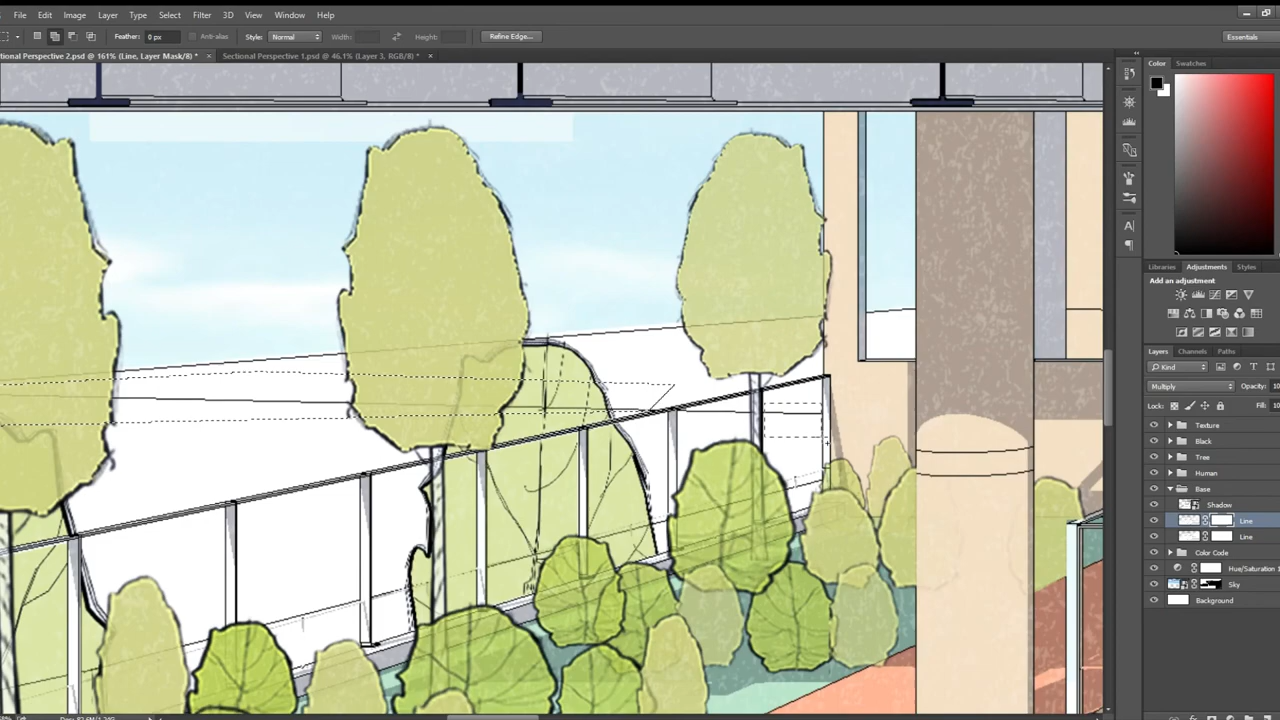 File Edit Image Layer Type Select Filter 3D View Window Help
Feather: 0 px Anti-alias Style: Normal Width: Height: Refine Edge... Essentials
tional Perspective 2.psd @ 161% (Line, Layer Mask/8) * × Sectional Perspective 1.psd @ 46.1% (Layer 3, RGB/8) * ×
Color Swatches
Libraries Adjustments Styles
Add an adjustment
Layers Channels Paths
Kind
Multiply Opacity: 10
Lock: Fill: 10
Texture
Black
Tree
Human
Base
Shadow
Line
Line
Color Code
Hue/Saturation 1
Sky
Background